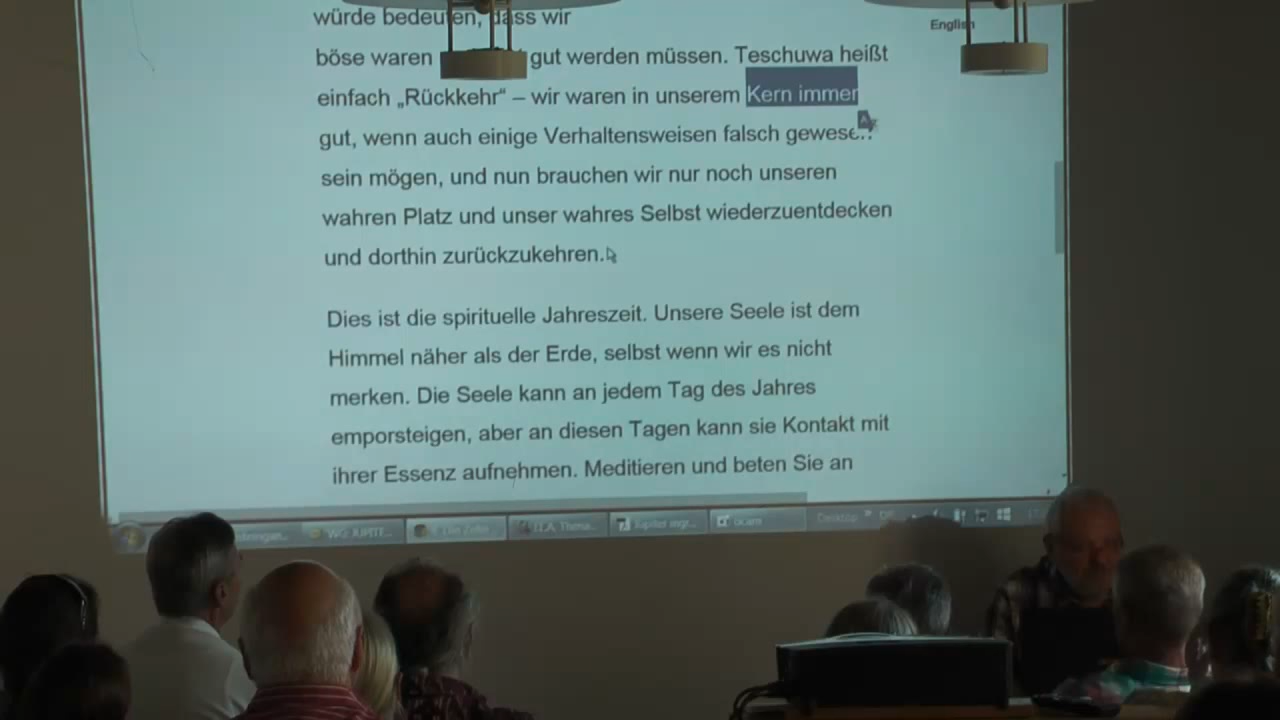 würde bedeuten, dass wir
English
böse waren gut werden müssen. Teschuwa heißt
einfach „Rückkehr“ – wir waren in unserem Kern immer
gut, wenn auch einige Verhaltensweisen falsch gewesen
sein mögen, und nun brauchen wir nur noch unseren
wahren Platz und unser wahres Selbst wiederzuentdecken
und dorthin zurückzukehren.
Dies ist die spirituelle Jahreszeit. Unsere Seele ist dem
Himmel näher als der Erde, selbst wenn wir es nicht
merken. Die Seele kann an jedem Tag des Jahres
emporsteigen, aber an diesen Tagen kann sie Kontakt mit
ihrer Essenz aufnehmen. Meditieren und beten Sie an
Desktop